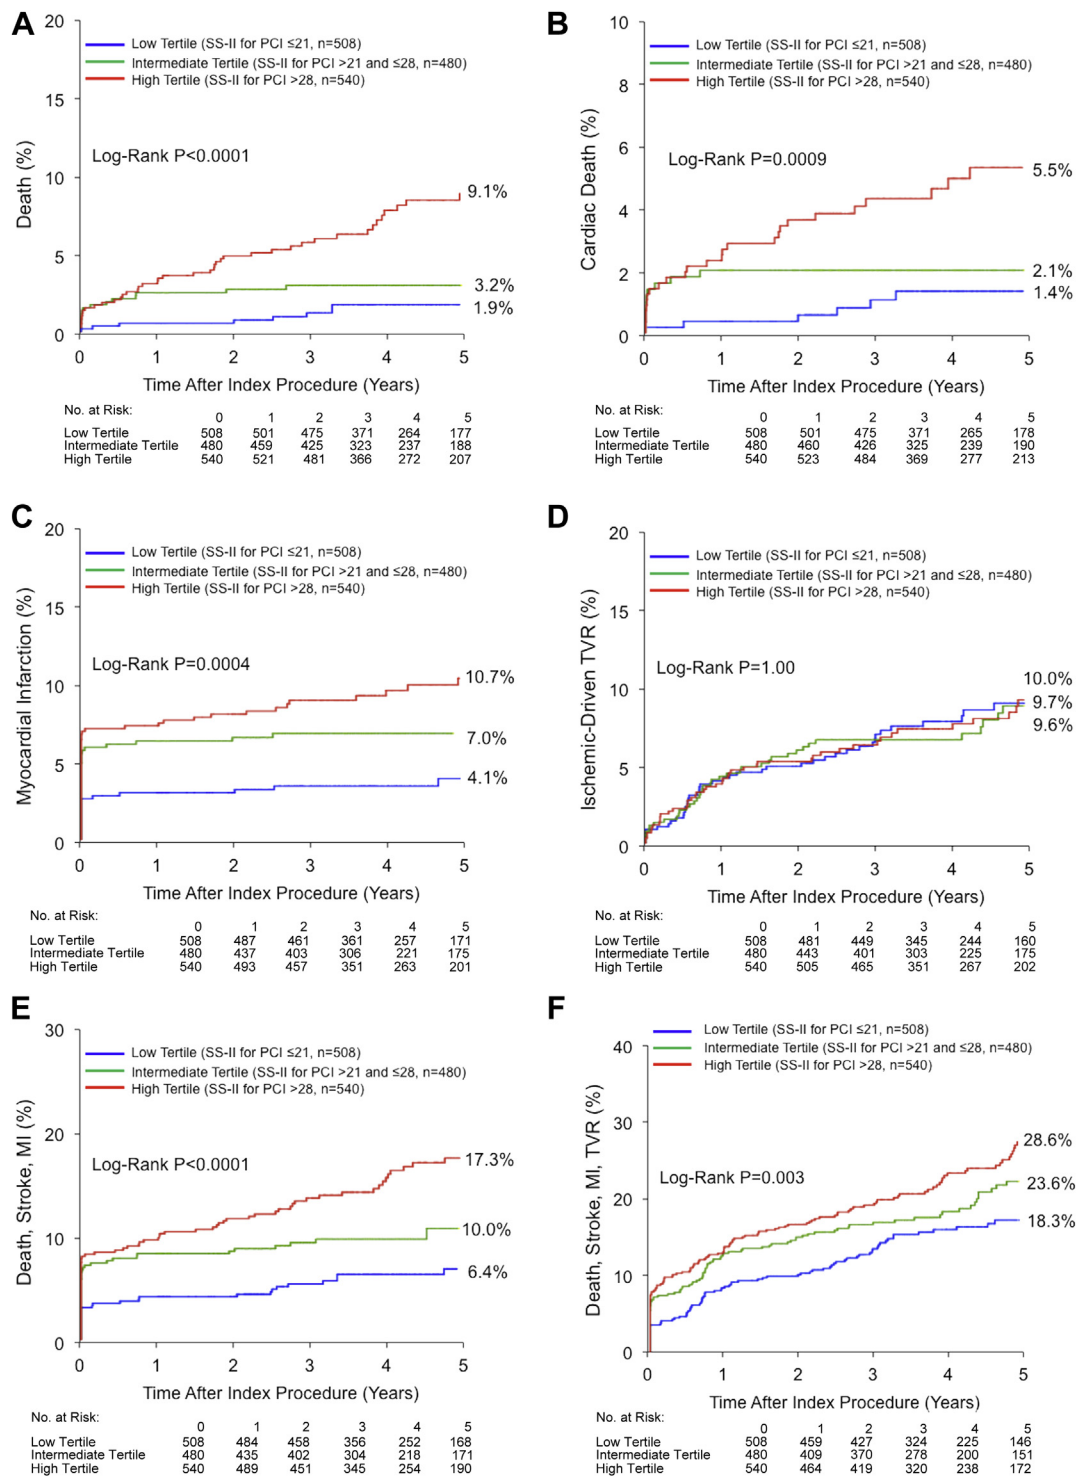 A
20
15
10
5
0
Death (%)
Low Tertile (SS-II for PCI ≤21, n=508)
Intermediate Tertile (SS-II for PCI >21 and ≤28, n=480)
High Tertile (SS-II for PCI >28, n=540)
Log-Rank P<0.0001
9.1%
3.2%
1.9%
0 1 2 3 4 5
Time After Index Procedure (Years)
No. at Risk:
0 1 2 3 4 5
Low Tertile 508 501 475 371 264 177
Intermediate Tertile 480 459 425 323 237 188
High Tertile 540 521 481 366 272 207
B
10
8
6
4
2
0
Cardiac Death (%)
Low Tertile (SS-II for PCI ≤21, n=508)
Intermediate Tertile (SS-II for PCI >21 and ≤28, n=480)
High Tertile (SS-II for PCI >28, n=540)
Log-Rank P=0.0009
5.5%
2.1%
1.4%
0 1 2 3 4 5
Time After Index Procedure (Years)
No. at Risk:
0 1 2 3 4 5
Low Tertile 508 501 475 371 265 178
Intermediate Tertile 480 460 426 325 239 190
High Tertile 540 523 484 369 277 213
C
20
15
10
5
0
Myocardial Infarction (%)
Low Tertile (SS-II for PCI ≤21, n=508)
Intermediate Tertile (SS-II for PCI >21 and ≤28, n=480)
High Tertile (SS-II for PCI >28, n=540)
Log-Rank P=0.0004
10.7%
7.0%
4.1%
0 1 2 3 4 5
Time After Index Procedure (Years)
No. at Risk:
0 1 2 3 4 5
Low Tertile 508 487 461 361 257 171
Intermediate Tertile 480 437 403 306 221 175
High Tertile 540 493 457 351 263 201
D
20
15
10
5
0
Ischemic-Driven TVR (%)
Low Tertile (SS-II for PCI ≤21, n=508)
Intermediate Tertile (SS-II for PCI >21 and ≤28, n=480)
High Tertile (SS-II for PCI >28, n=540)
Log-Rank P=1.00
10.0%
9.7%
9.6%
0 1 2 3 4 5
Time After Index Procedure (Years)
No. at Risk:
0 1 2 3 4 5
Low Tertile 508 481 449 345 244 160
Intermediate Tertile 480 443 401 303 225 175
High Tertile 540 505 465 351 267 202
E
30
20
10
0
Death, Stroke, MI (%)
Low Tertile (SS-II for PCI ≤21, n=508)
Intermediate Tertile (SS-II for PCI >21 and ≤28, n=480)
High Tertile (SS-II for PCI >28, n=540)
Log-Rank P<0.0001
17.3%
10.0%
6.4%
0 1 2 3 4 5
Time After Index Procedure (Years)
No. at Risk:
0 1 2 3 4 5
Low Tertile 508 484 458 356 252 168
Intermediate Tertile 480 435 402 304 218 171
High Tertile 540 489 451 345 254 190
F
40
30
20
10
0
Death, Stroke, MI, TVR (%)
Low Tertile (SS-II for PCI ≤21, n=508)
Intermediate Tertile (SS-II for PCI >21 and ≤28, n=480)
High Tertile (SS-II for PCI >28, n=540)
Log-Rank P=0.003
28.6%
23.6%
18.3%
0 1 2 3 4 5
Time After Index Procedure (Years)
No. at Risk:
0 1 2 3 4 5
Low Tertile 508 459 427 324 225 146
Intermediate Tertile 480 409 370 278 200 151
High Tertile 540 464 419 320 238 172